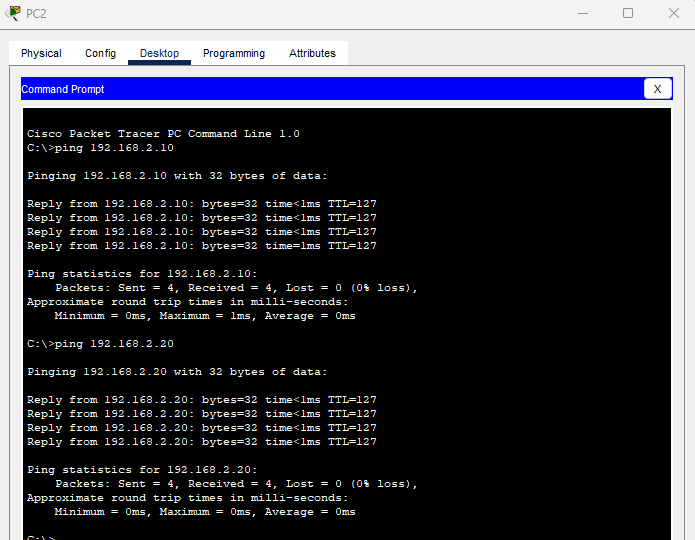 PC2
Physical Config Desktop Programming Attributes
Command Prompt X
Cisco Packet Tracer PC Command Line 1.0
C:\>ping 192.168.2.10
Pinging 192.168.2.10 with 32 bytes of data:
Reply from 192.168.2.10: bytes=32 time<1ms TTL=127
Reply from 192.168.2.10: bytes=32 time<1ms TTL=127
Reply from 192.168.2.10: bytes=32 time<1ms TTL=127
Reply from 192.168.2.10: bytes=32 time=1ms TTL=127
Ping statistics for 192.168.2.10:
Packets: Sent = 4, Received = 4, Lost = 0 (0% loss),
Approximate round trip times in milli-seconds:
Minimum = 0ms, Maximum = 1ms, Average = 0ms
C:\>ping 192.168.2.20
Pinging 192.168.2.20 with 32 bytes of data:
Reply from 192.168.2.20: bytes=32 time<1ms TTL=127
Reply from 192.168.2.20: bytes=32 time<1ms TTL=127
Reply from 192.168.2.20: bytes=32 time<1ms TTL=127
Reply from 192.168.2.20: bytes=32 time<1ms TTL=127
Ping statistics for 192.168.2.20:
Packets: Sent = 4, Received = 4, Lost = 0 (0% loss),
Approximate round trip times in milli-seconds:
Minimum = 0ms, Maximum = 0ms, Average = 0ms
C:\>